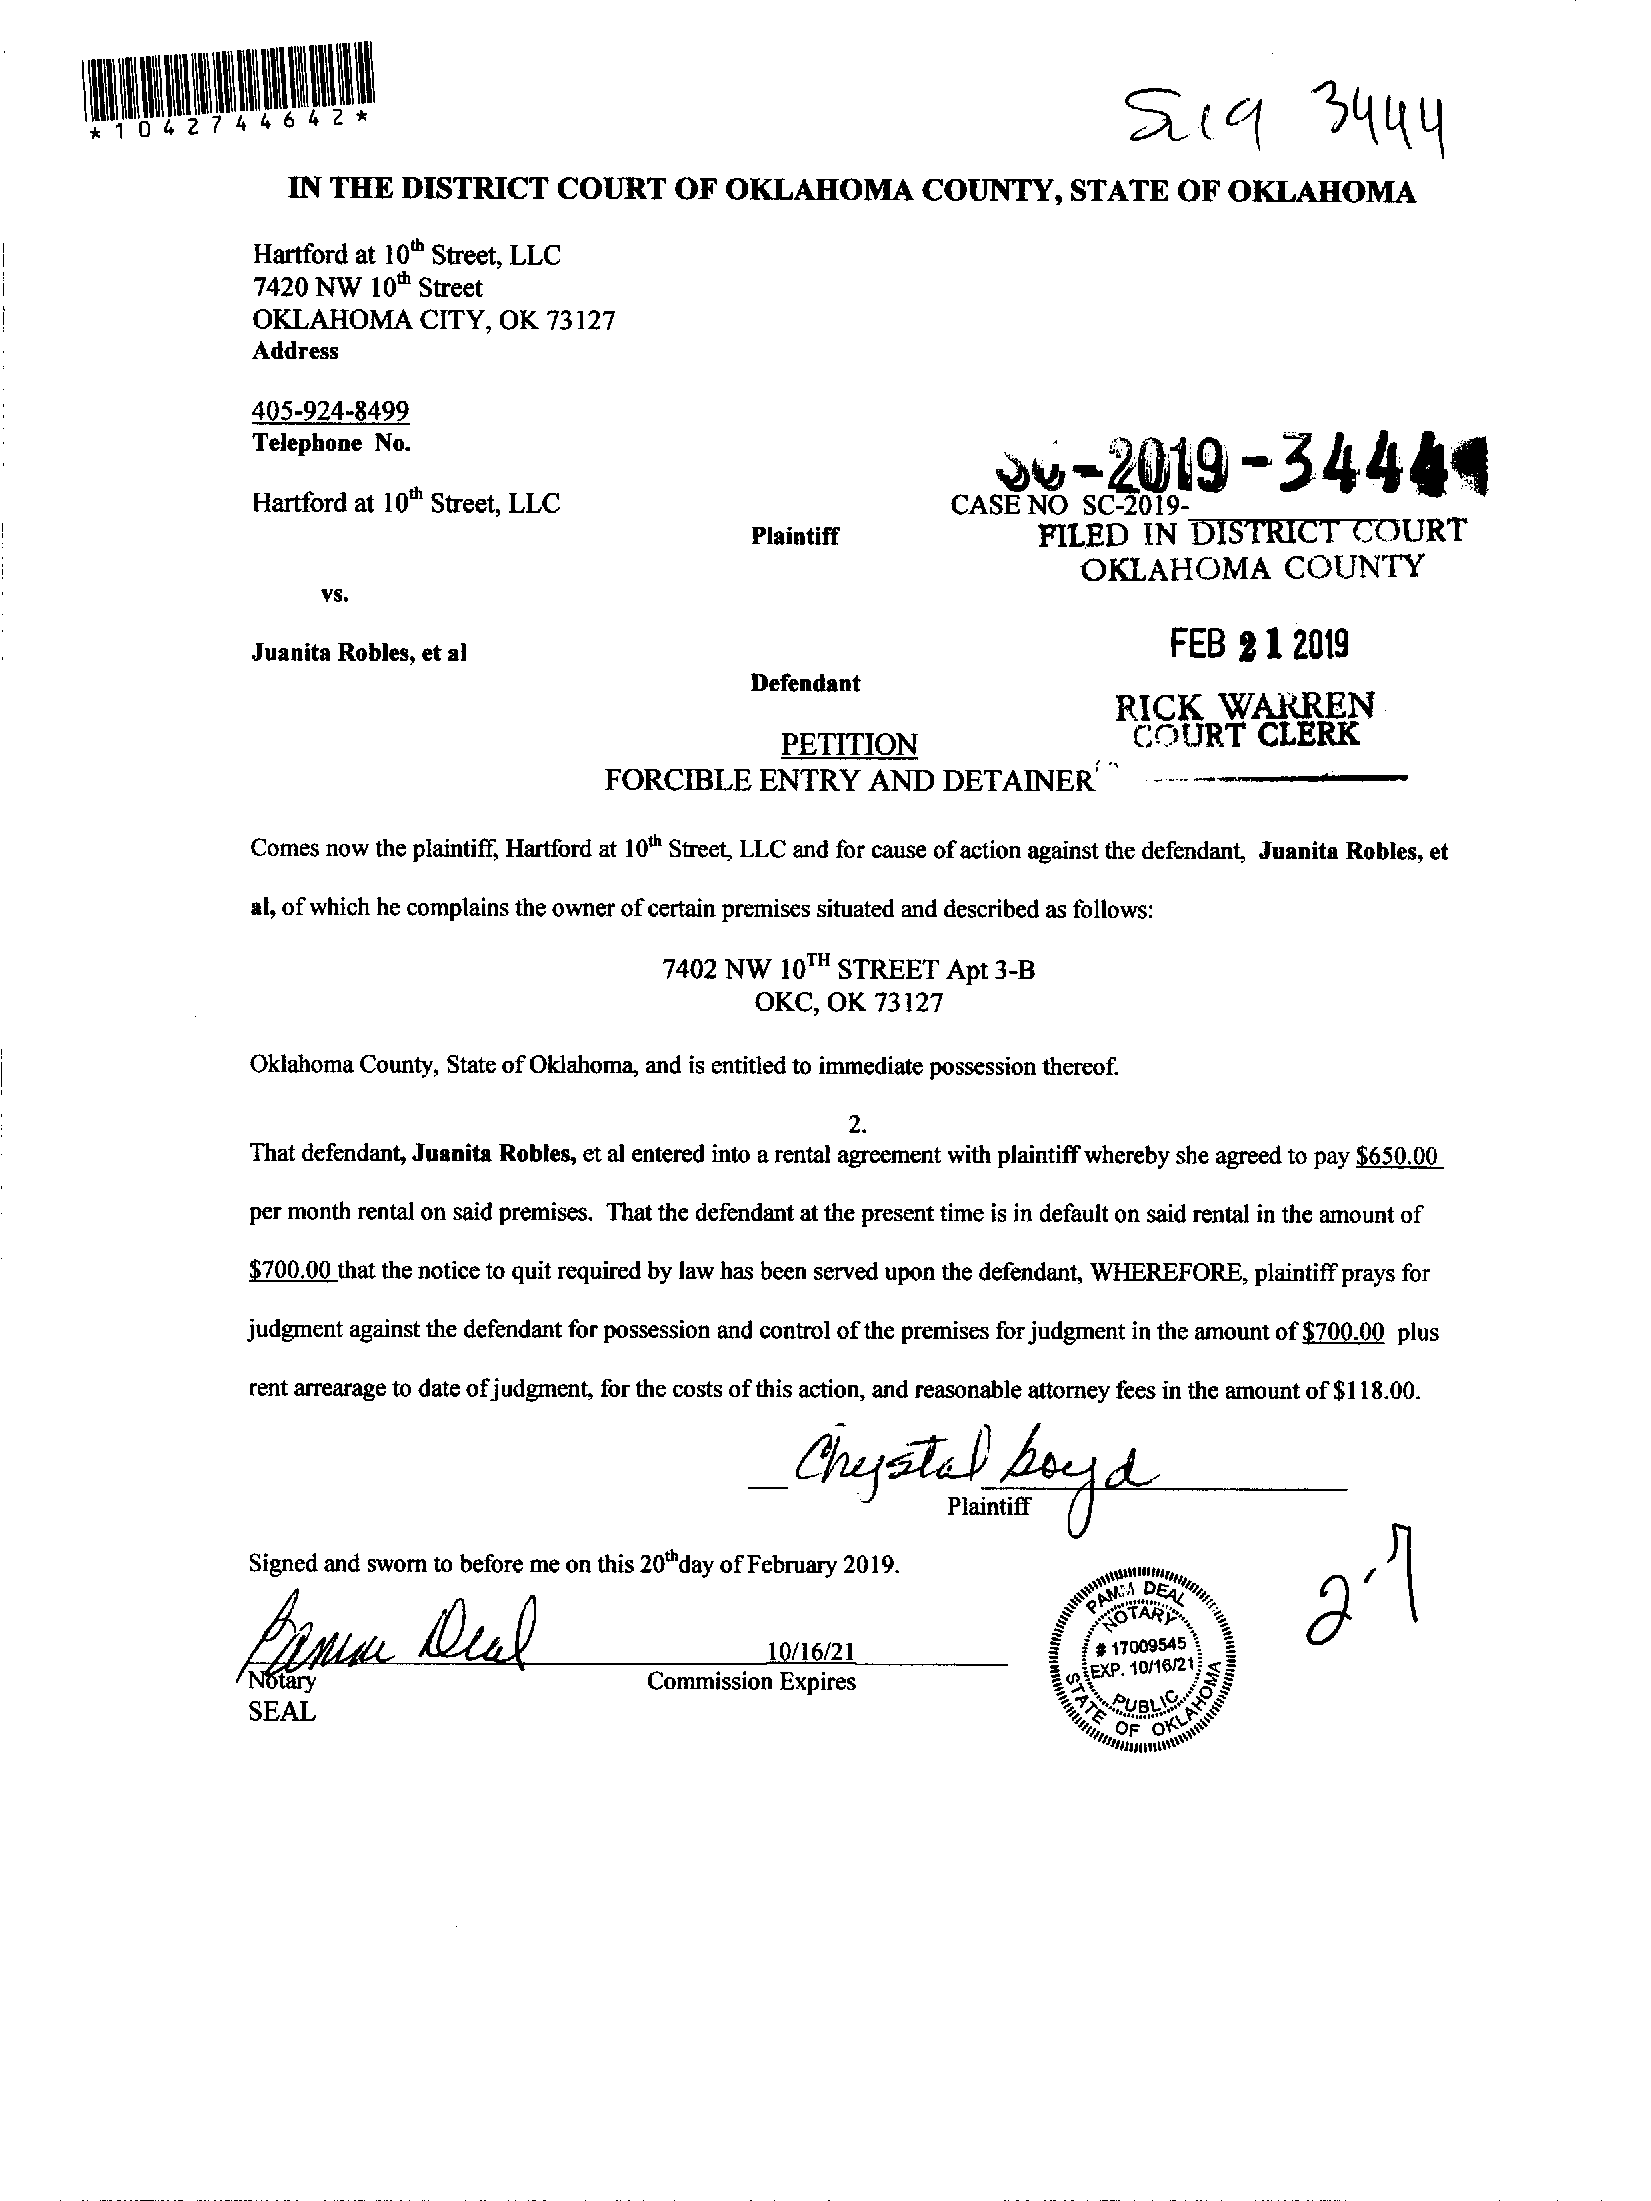 *1042744642*
SC19 3444
IN THE DISTRICT COURT OF OKLAHOMA COUNTY, STATE OF OKLAHOMA
Hartford at 10th Street, LLC
7420 NW 10th Street
OKLAHOMA CITY, OK 73127
Address
405-924-8499
Telephone No.
SC-2019-3444
Hartford at 10th Street, LLC
CASE NO SC-2019-
Plaintiff
FILED IN DISTRICT COURT
OKLAHOMA COUNTY
vs.
Juanita Robles, et al
FEB 21 2019
Defendant
RICK WARREN
COURT CLERK
PETITION
FORCIBLE ENTRY AND DETAINER
Comes now the plaintiff, Hartford at 10th Street, LLC and for cause of action against the defendant, Juanita Robles, et
al, of which he complains the owner of certain premises situated and described as follows:
7402 NW 10TH STREET Apt 3-B
OKC, OK 73127
Oklahoma County, State of Oklahoma, and is entitled to immediate possession thereof.
2.
That defendant, Juanita Robles, et al entered into a rental agreement with plaintiff whereby she agreed to pay $650.00
per month rental on said premises. That the defendant at the present time is in default on said rental in the amount of
$700.00 that the notice to quit required by law has been served upon the defendant, WHEREFORE, plaintiff prays for
judgment against the defendant for possession and control of the premises for judgment in the amount of $700.00 plus
rent arrearage to date of judgment, for the costs of this action, and reasonable attorney fees in the amount of $118.00.
Chrystal Boyd
Plaintiff
Signed and sworn to before me on this 20th day of February 2019.
Deal
10/16/21
Notary
Commission Expires
SEAL
DEAL
NOTARY
# 17009545
EXP. 10/16/21
PUBLIC
STATE OF OKLAHOMA